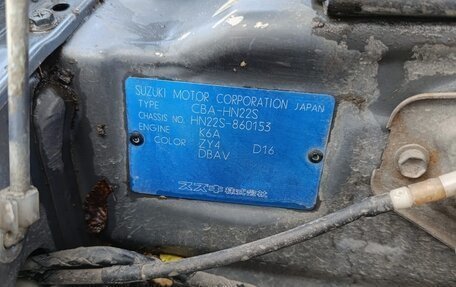 SUZUKI MOTOR CORPORATION JAPAN
TYPE CBA-HN22S
CHASSIS NO. HN22S-860153
ENGINE K6A
COLOR ZY4 D16
DBAV
スズキ株式会社